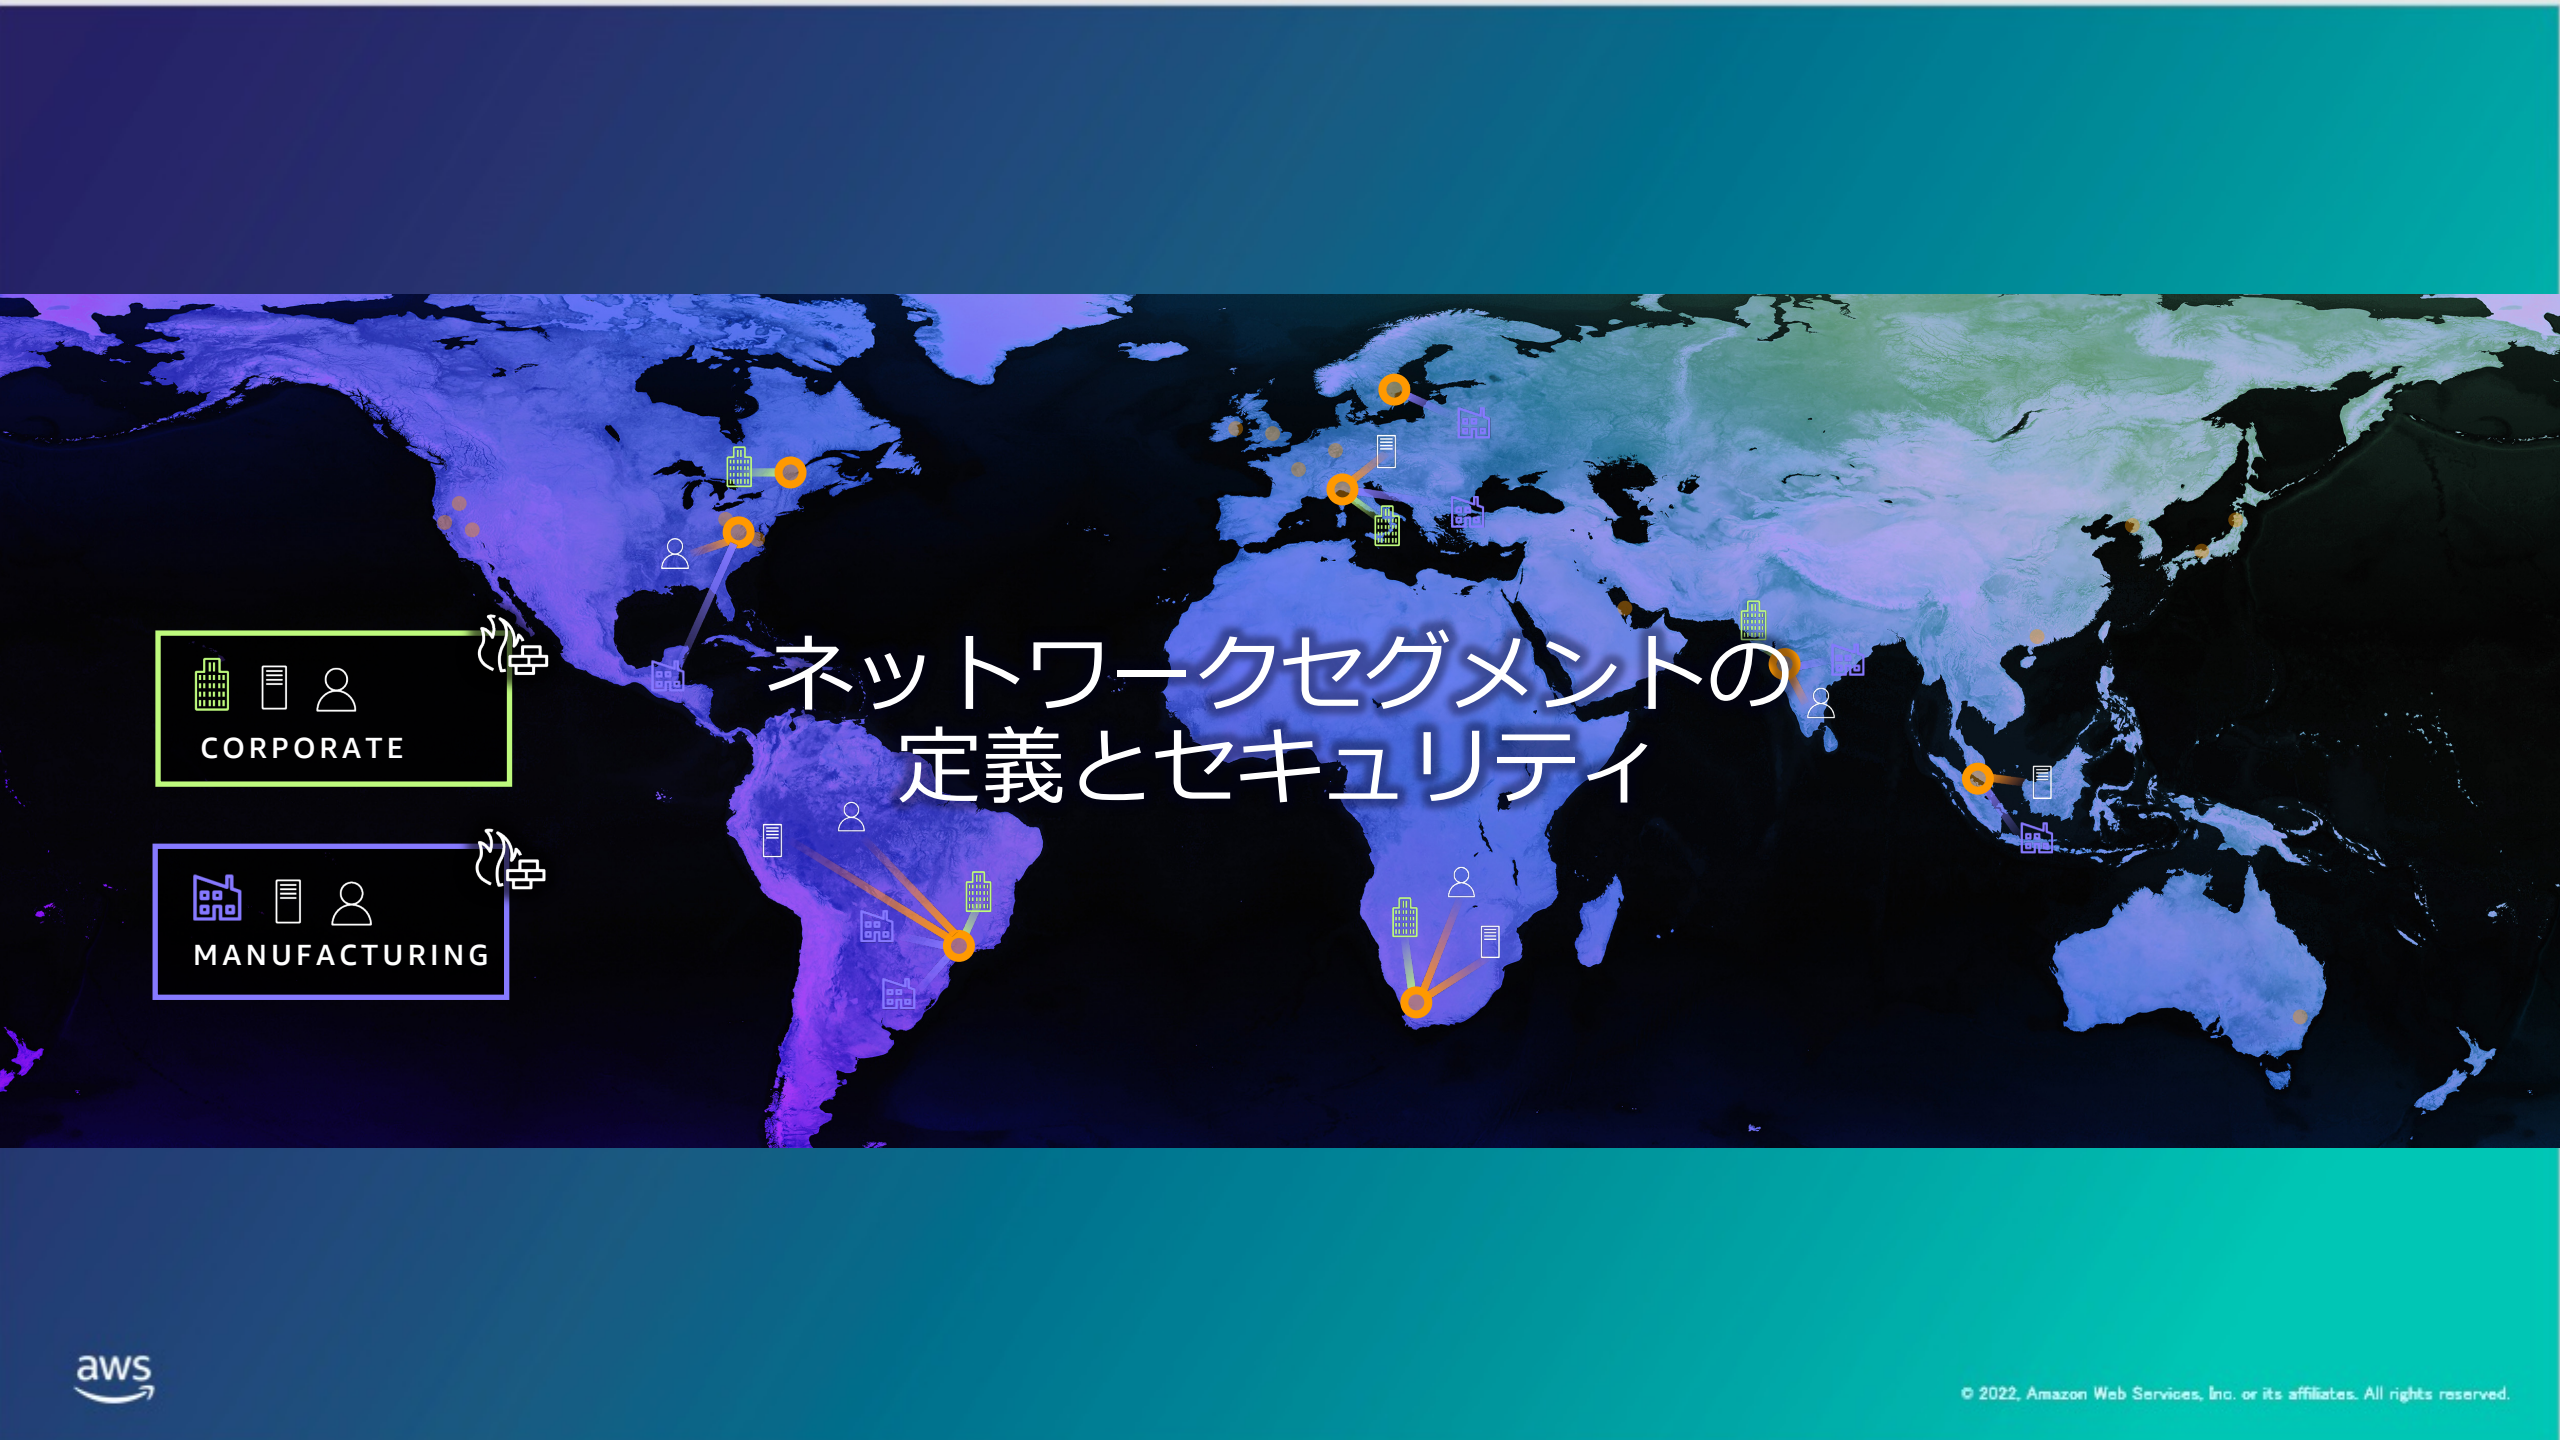 ネットワークセグメントの
定義とセキュリティ
CORPORATE
MANUFACTURING
aws
© 2022, Amazon Web Services, Inc. or its affiliates. All rights reserved.